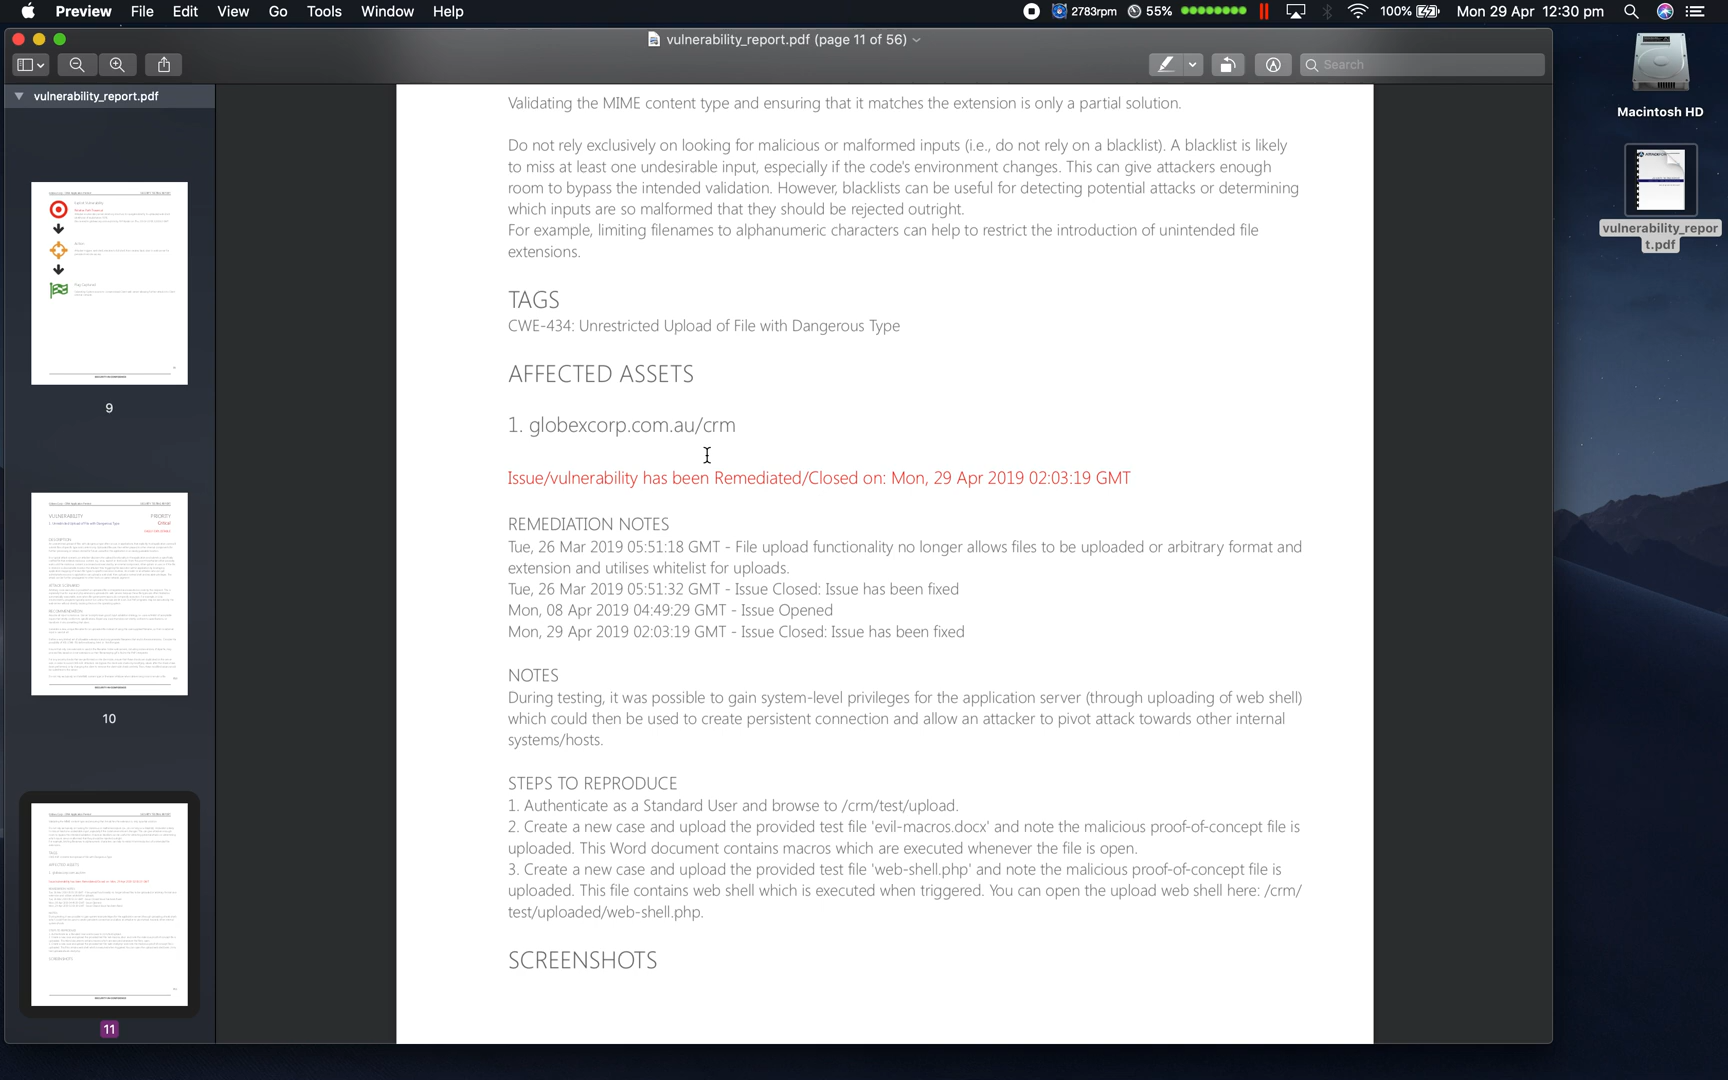 Preview File Edit View Go Tools Window Help
2783rpm 55% 100% Mon 29 Apr 12:30 pm
vulnerability_report.pdf (page 11 of 56)
Search
vulnerability_report.pdf
9
10
11
Validating the MIME content type and ensuring that it matches the extension is only a partial solution.
Do not rely exclusively on looking for malicious or malformed inputs (i.e., do not rely on a blacklist). A blacklist is likely
to miss at least one undesirable input, especially if the code's environment changes. This can give attackers enough
room to bypass the intended validation. However, blacklists can be useful for detecting potential attacks or determining
which inputs are so malformed that they should be rejected outright.
For example, limiting filenames to alphanumeric characters can help to restrict the introduction of unintended file
extensions.
TAGS
CWE-434: Unrestricted Upload of File with Dangerous Type
AFFECTED ASSETS
1. globexcorp.com.au/crm
Issue/vulnerability has been Remediated/Closed on: Mon, 29 Apr 2019 02:03:19 GMT
REMEDIATION NOTES
Tue, 26 Mar 2019 05:51:18 GMT - File upload functionality no longer allows files to be uploaded or arbitrary format and
extension and utilises whitelist for uploads.
Tue, 26 Mar 2019 05:51:32 GMT - Issue Closed: Issue has been fixed
Mon, 08 Apr 2019 04:49:29 GMT - Issue Opened
Mon, 29 Apr 2019 02:03:19 GMT - Issue Closed: Issue has been fixed
NOTES
During testing, it was possible to gain system-level privileges for the application server (through uploading of web shell)
which could then be used to create persistent connection and allow an attacker to pivot attack towards other internal
systems/hosts.
STEPS TO REPRODUCE
1. Authenticate as a Standard User and browse to /crm/test/upload.
2. Create a new case and upload the provided test file 'evil-macros.docx' and note the malicious proof-of-concept file is
uploaded. This Word document contains macros which are executed whenever the file is open.
3. Create a new case and upload the provided test file 'web-shell.php' and note the malicious proof-of-concept file is
uploaded. This file contains web shell which is executed when triggered. You can open the upload web shell here: /crm/
test/uploaded/web-shell.php.
SCREENSHOTS
Macintosh HD
vulnerability_repor
t.pdf